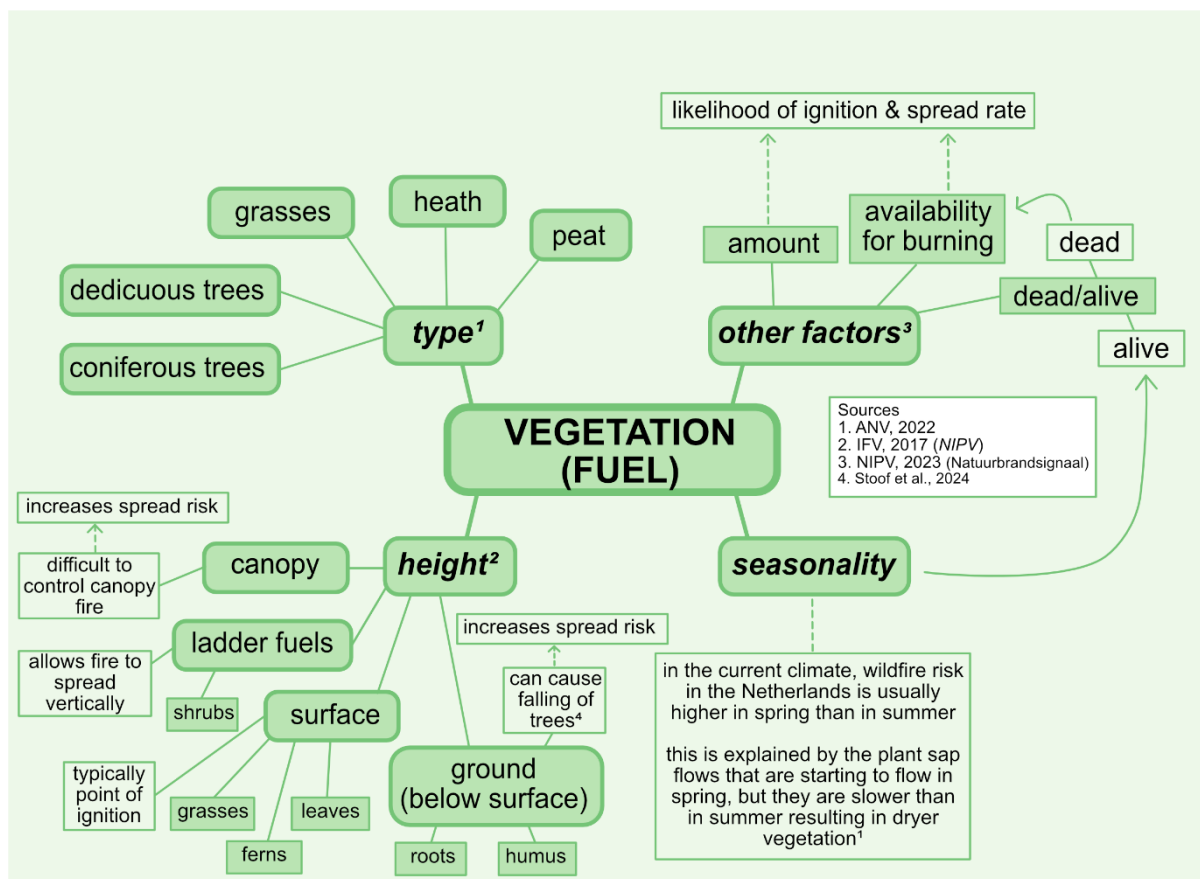 likelihood of ignition & spread rate
grasses
heath
peat
dedicuous trees
coniferous trees
type¹
amount
availability
for burning
dead
dead/alive
alive
other factors³
VEGETATION
(FUEL)
Sources
1. ANV, 2022
2. IFV, 2017 (NIPV)
3. NIPV, 2023 (Natuurbrandsignaal)
4. Stoof et al., 2024
increases spread risk
difficult to
control canopy
fire
canopy
height²
ladder fuels
allows fire to
spread
vertically
shrubs
surface
typically
point of
ignition
grasses
ferns
leaves
increases spread risk
can cause
falling of
trees⁴
ground
(below surface)
roots
humus
seasonality
in the current climate, wildfire risk
in the Netherlands is usually
higher in spring than in summer
this is explained by the plant sap
flows that are starting to flow in
spring, but they are slower than
in summer resulting in dryer
vegetation¹